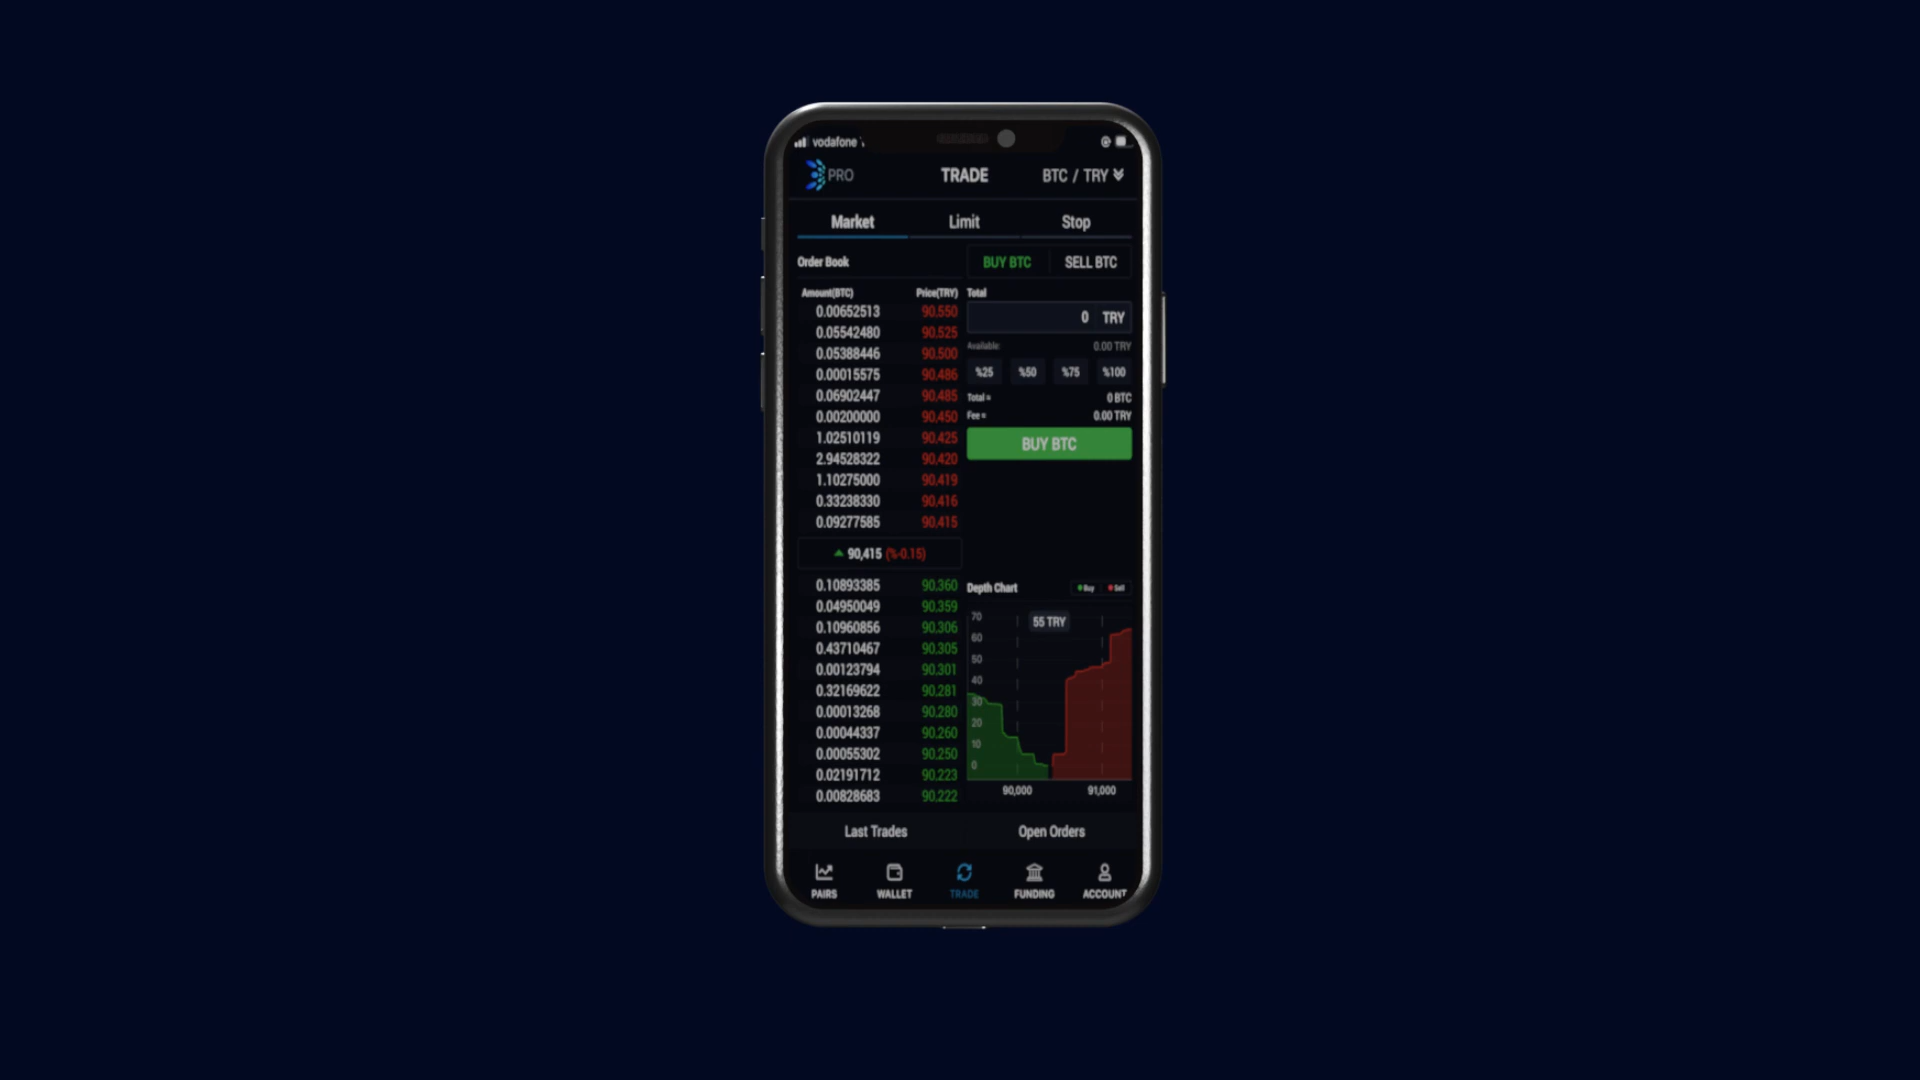 vodafone
PRO
TRADE
BTC / TRY
Market
Limit
Stop
Order Book
BUY BTC
SELL BTC
Amount(BTC) Price(TRY)
0.00652513 90,550
0.05542480 90,525
0.05388446 90,500
0.00015575 90,486
0.06902447 90,485
0.00200000 90,450
1.02510119 90,425
2.94528322 90,420
1.10275000 90,419
0.33238330 90,416
0.09277585 90,415
90,415 (%-0.15)
0.10893385 90,360
0.04950049 90,359
0.10960856 90,306
0.43710467 90,305
0.00123794 90,301
0.32169622 90,281
0.00013268 90,280
0.00044337 90,260
0.00055302 90,250
0.02191712 90,223
0.00828683 90,222
Total
0 TRY
Available: 0.00 TRY
%25 %50 %75 %100
Total ≈ 0 BTC
Fee ≈ 0.00 TRY
BUY BTC
Depth Chart
Buy Sell
55 TRY
70
60
50
40
30
20
10
0
90,000 91,000
Last Trades
Open Orders
PAIRS
WALLET
TRADE
FUNDING
ACCOUNT